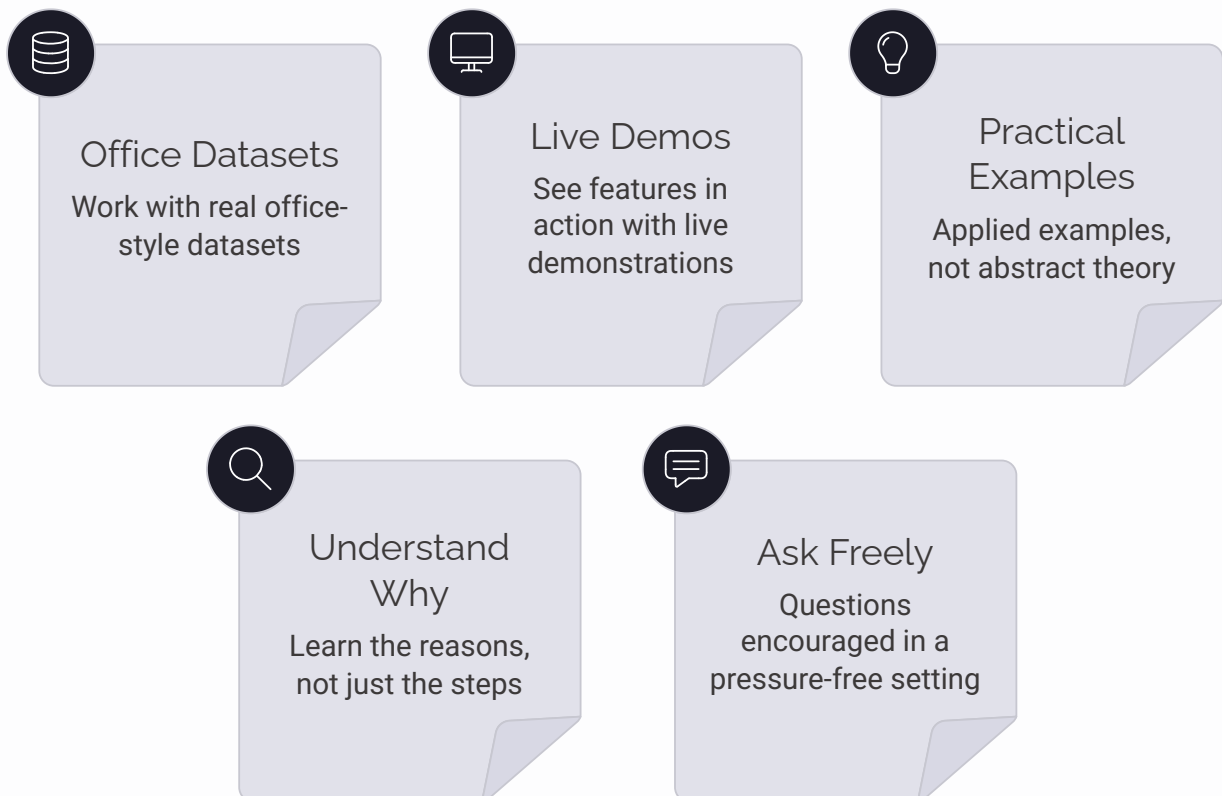 Office Datasets
Work with real office-
style datasets
Live Demos
See features in
action with live
demonstrations
Practical
Examples
Applied examples,
not abstract theory
Understand
Why
Learn the reasons,
not just the steps
Ask Freely
Questions
encouraged in a
pressure-free setting